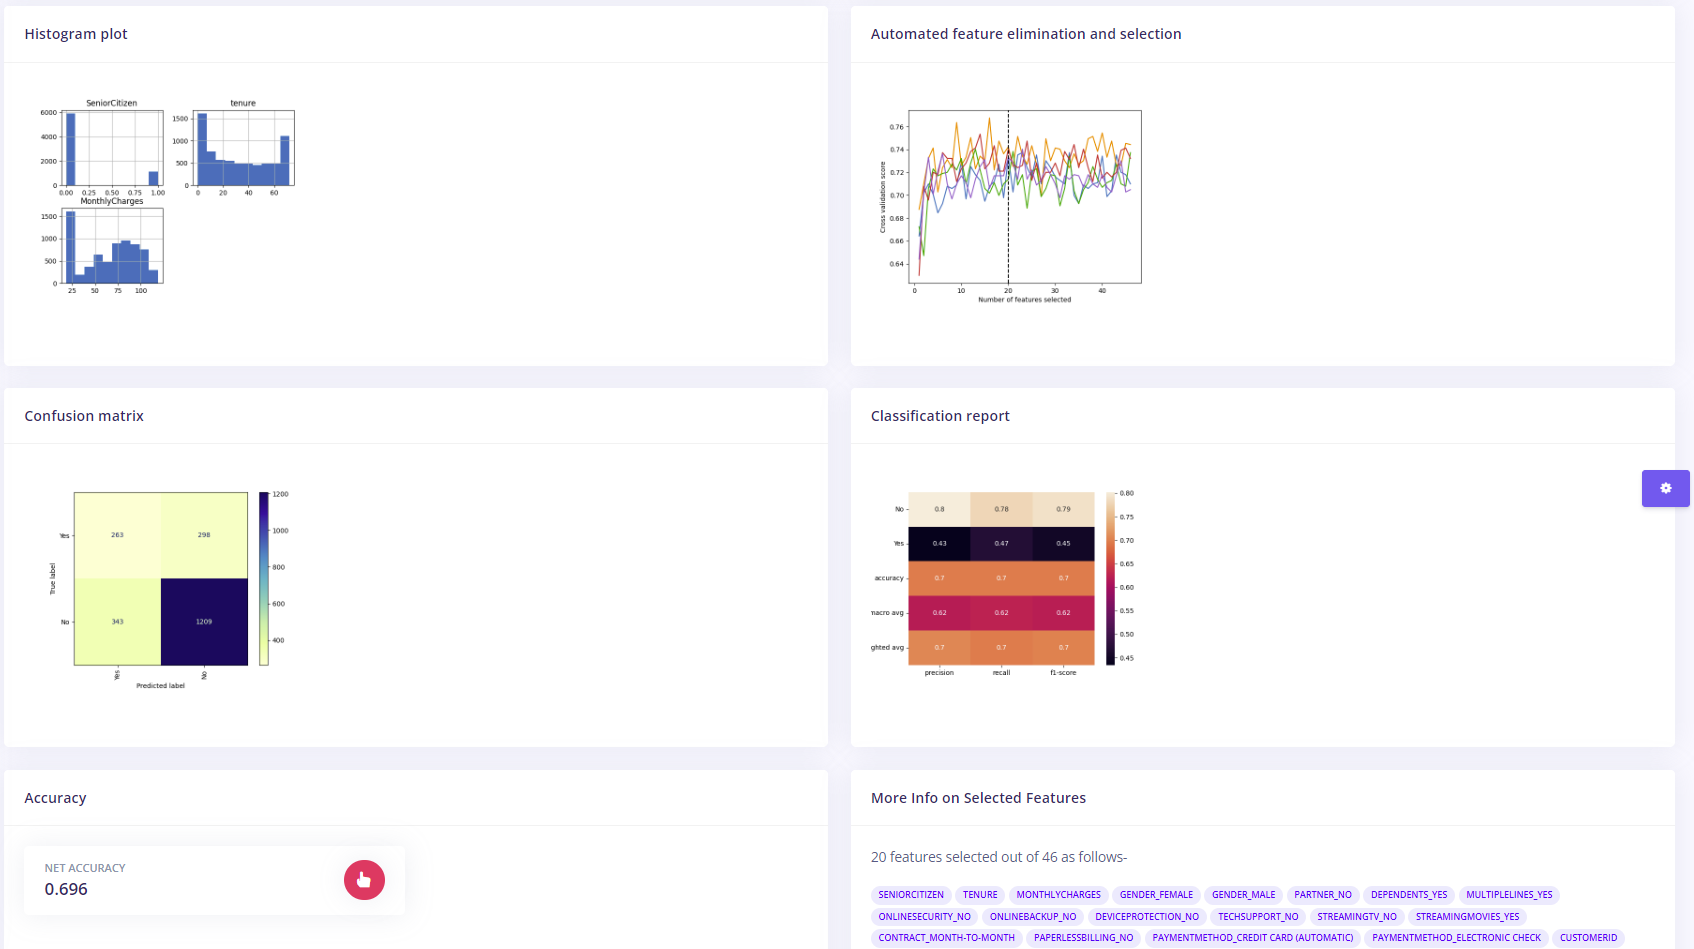 Histogram plot
SeniorCitizen
tenure
6000
4000
2000
0
0.00 0.25 0.50 0.75 1.00
1500
1000
500
0
0 20 40 60
MonthlyCharges
1500
1000
500
0
25 50 75 100
Automated feature elimination and selection
0.76
0.74
0.72
0.70
0.68
0.66
0.64
Cross validation score
0 10 20 30 40
Number of features selected
Confusion matrix
True label
Yes 263 298
No 343 1209
Yes No
Predicted label
1200
1000
800
600
400
Classification report
No 0.8 0.78 0.79
Yes 0.43 0.47 0.45
accuracy 0.7 0.7 0.7
macro avg 0.62 0.62 0.62
ghted avg 0.7 0.7 0.7
precision recall f1-score
0.80
0.75
0.70
0.65
0.60
0.55
0.50
0.45
Accuracy
NET ACCURACY
0.696
More Info on Selected Features
20 features selected out of 46 as follows-
SENIORCITIZEN TENURE MONTHLYCHARGES GENDER_FEMALE GENDER_MALE PARTNER_NO DEPENDENTS_YES MULTIPLELINES_YES
ONLINESECURITY_NO ONLINEBACKUP_NO DEVICEPROTECTION_NO TECHSUPPORT_NO STREAMINGTV_NO STREAMINGMOVIES_YES
CONTRACT_MONTH-TO-MONTH PAPERLESSBILLING_NO PAYMENTMETHOD_CREDIT CARD (AUTOMATIC) PAYMENTMETHOD_ELECTRONIC CHECK CUSTOMERID